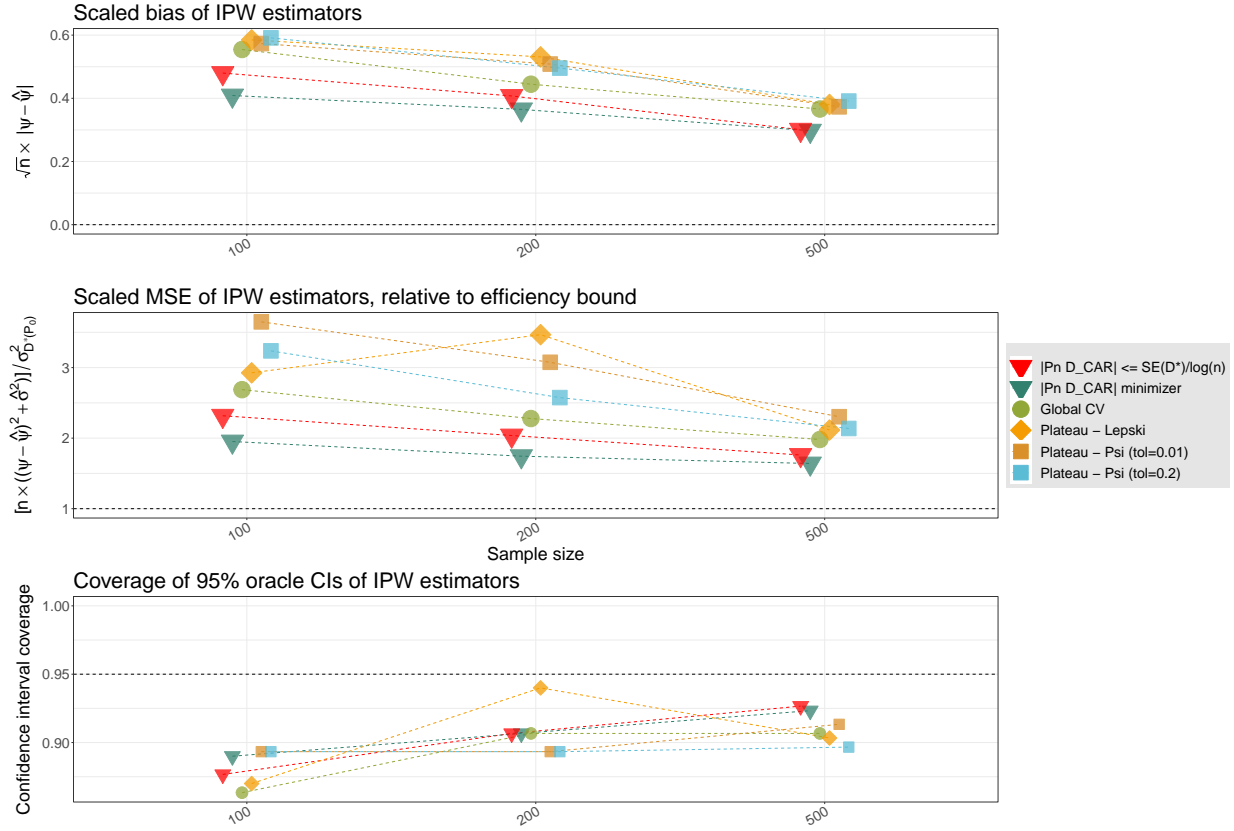 Scaled bias of IPW estimators
√n × |ψ − ψ̂|
0.6
0.4
0.2
0.0
100
200
500
Scaled MSE of IPW estimators, relative to efficiency bound
[n × ((ψ − ψ̂)² + σ̂²)] / σ²_D*(P₀)
3
2
1
100
200
500
Sample size
|Pn D_CAR| <= SE(D*)/log(n)
|Pn D_CAR| minimizer
Global CV
Plateau − Lepski
Plateau − Psi (tol=0.01)
Plateau − Psi (tol=0.2)
Coverage of 95% oracle CIs of IPW estimators
Confidence interval coverage
1.00
0.95
0.90
100
200
500